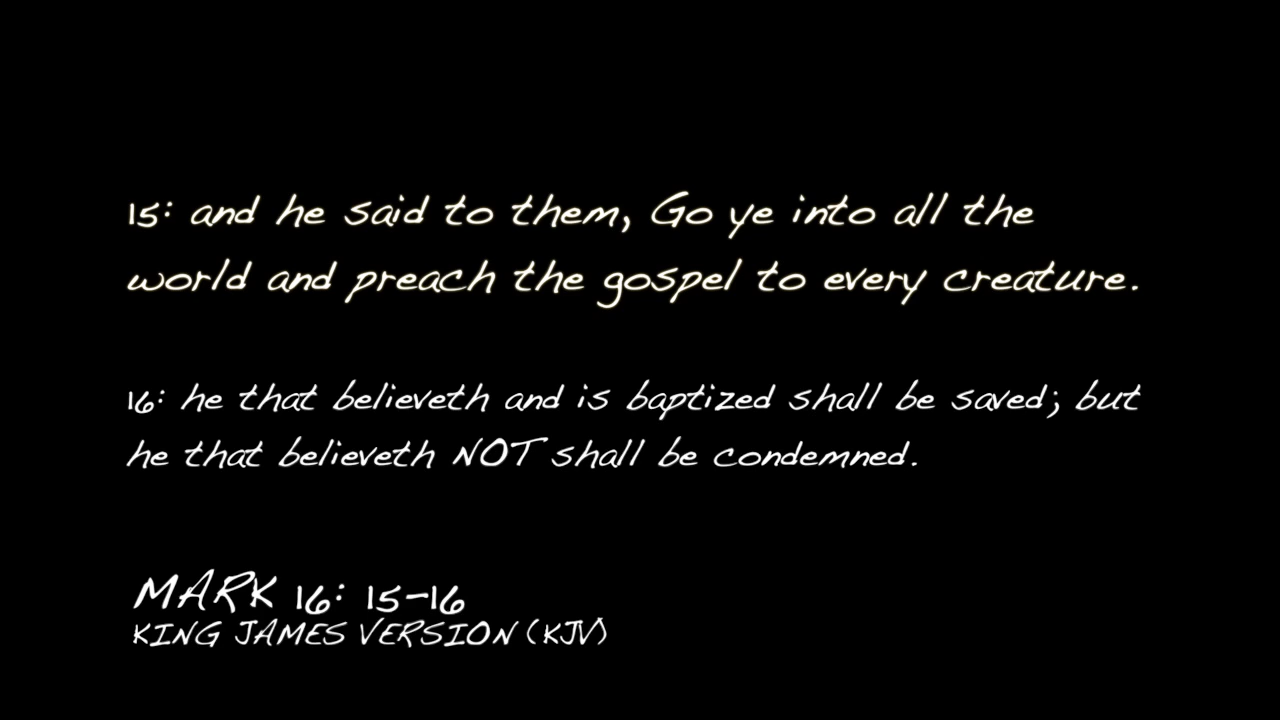 15: and he said to them, Go ye into all the
world and preach the gospel to every creature.
16: he that believeth and is baptized shall be saved; but
he that believeth NOT shall be condemned.
MARK 16: 15-16
KING JAMES VERSION (KJV)